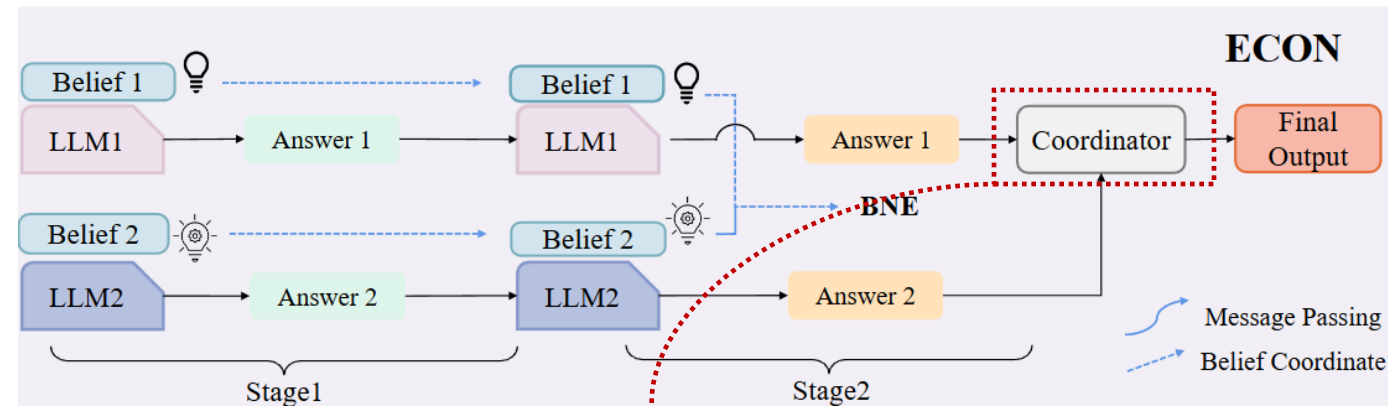 ECON
Belief 1
Belief 1
LLM1
Answer 1
LLM1
Answer 1
Coordinator
Final
Output
BNE
Belief 2
Belief 2
LLM2
Answer 2
LLM2
Answer 2
Message Passing
Belief Coordinate
Stage1
Stage2